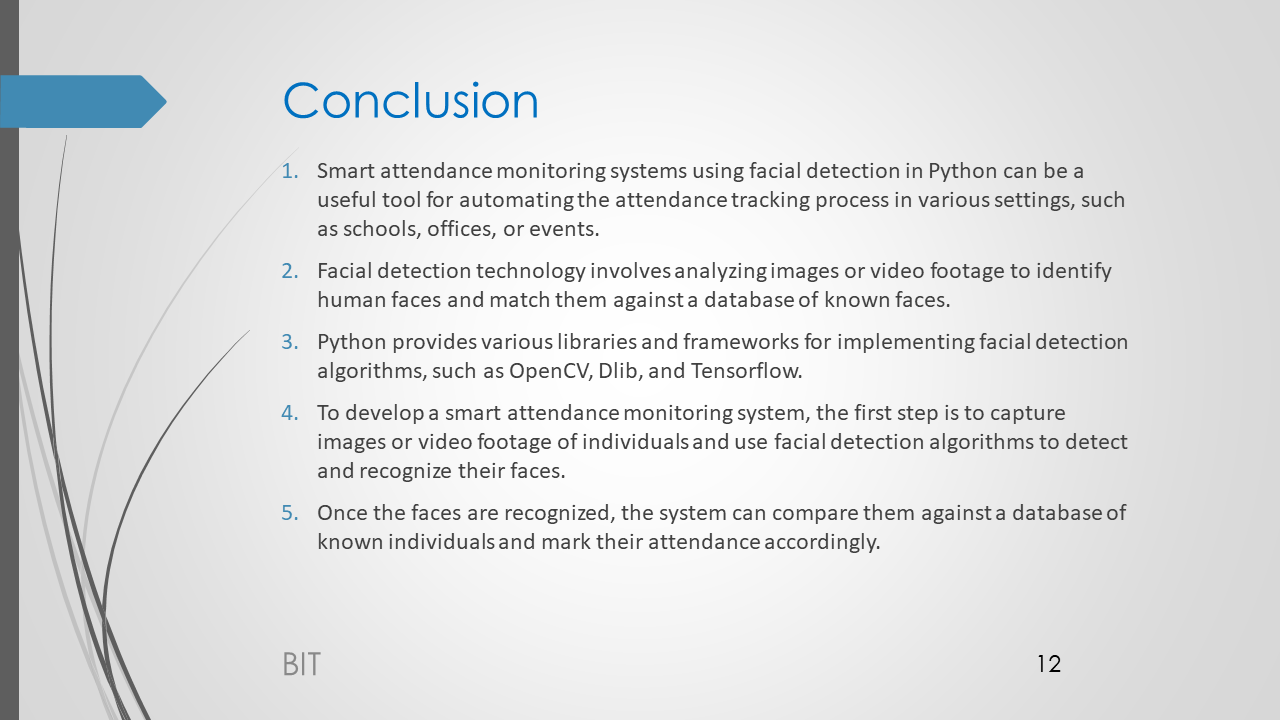 Conclusion
1. Smart attendance monitoring systems using facial detection in Python can be a
useful tool for automating the attendance tracking process in various settings, such
as schools, offices, or events.
2. Facial detection technology involves analyzing images or video footage to identify
human faces and match them against a database of known faces.
3. Python provides various libraries and frameworks for implementing facial detection
algorithms, such as OpenCV, Dlib, and Tensorflow.
4. To develop a smart attendance monitoring system, the first step is to capture
images or video footage of individuals and use facial detection algorithms to detect
and recognize their faces.
5. Once the faces are recognized, the system can compare them against a database of
known individuals and mark their attendance accordingly.
BIT
12